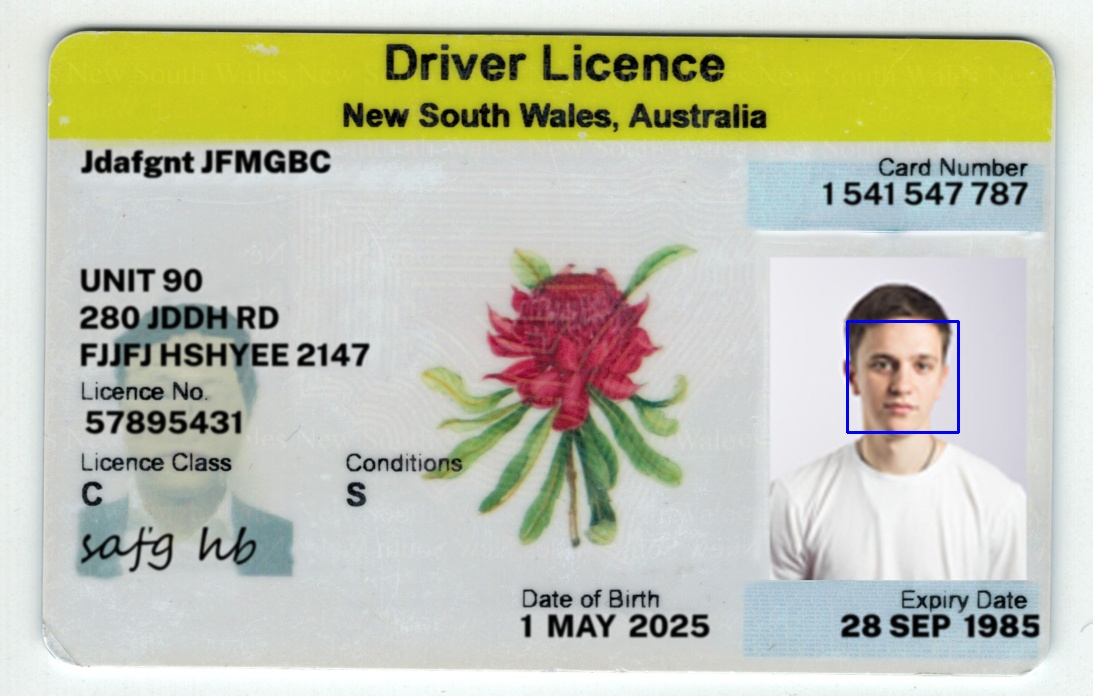 Driver Licence
New South Wales, Australia
Jdafgnt JFMGBC
Card Number
1 541 547 787
UNIT 90
280 JDDH RD
FJJFJ HSHYEE 2147
Licence No.
57895431
Licence Class
C
Conditions
S
safg hb
Date of Birth
1 MAY 2025
Expiry Date
28 SEP 1985